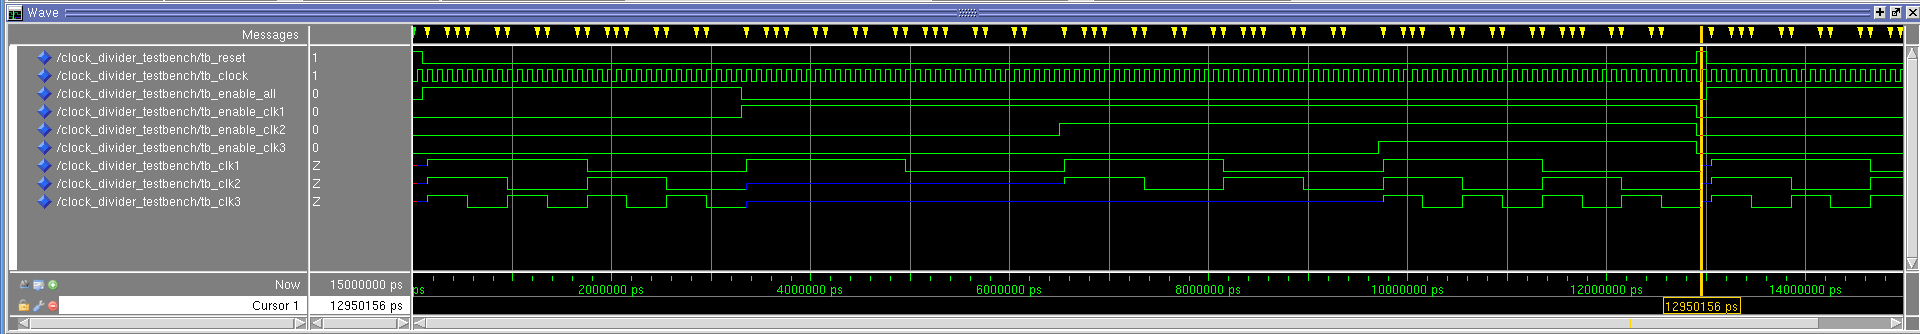 Wave
Messages
/clock_divider_testbench/tb_reset 1
/clock_divider_testbench/tb_clock 1
/clock_divider_testbench/tb_enable_all 0
/clock_divider_testbench/tb_enable_clk1 0
/clock_divider_testbench/tb_enable_clk2 0
/clock_divider_testbench/tb_enable_clk3 0
/clock_divider_testbench/tb_clk1 Z
/clock_divider_testbench/tb_clk2 Z
/clock_divider_testbench/tb_clk3 Z
Now 15000000 ps ps 2000000 ps 4000000 ps 6000000 ps 8000000 ps 10000000 ps 12000000 ps 14000000 ps
Cursor 1 12950156 ps 12950156 ps